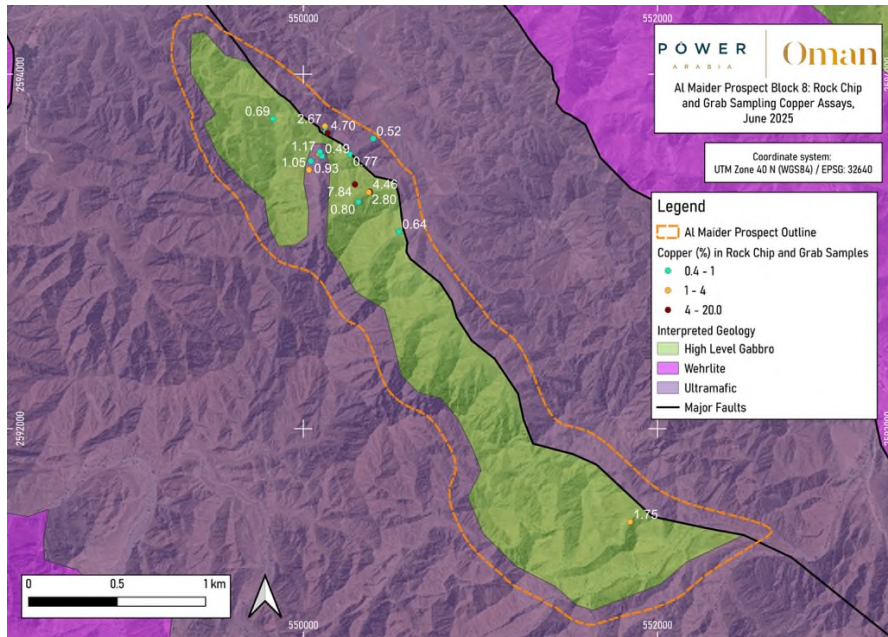 550000
552000
2594000
2594000
POWER
ARABIA
Oman
Al Maider Prospect Block 8: Rock Chip
and Grab Sampling Copper Assays,
June 2025
Coordinate system:
UTM Zone 40 N (WGS84) / EPSG: 32640
Legend
Al Maider Prospect Outline
Copper (%) in Rock Chip and Grab Samples
0.4 - 1
1 - 4
4 - 20.0
Interpreted Geology
High Level Gabbro
Wehrlite
Ultramafic
Major Faults
0.69
2.67
4.70
0.52
1.17
0.49
1.05
0.93
0.77
7.84
4.46
2.80
0.80
0.64
1.75
2592000
2592000
0
0.5
1 km
550000
552000